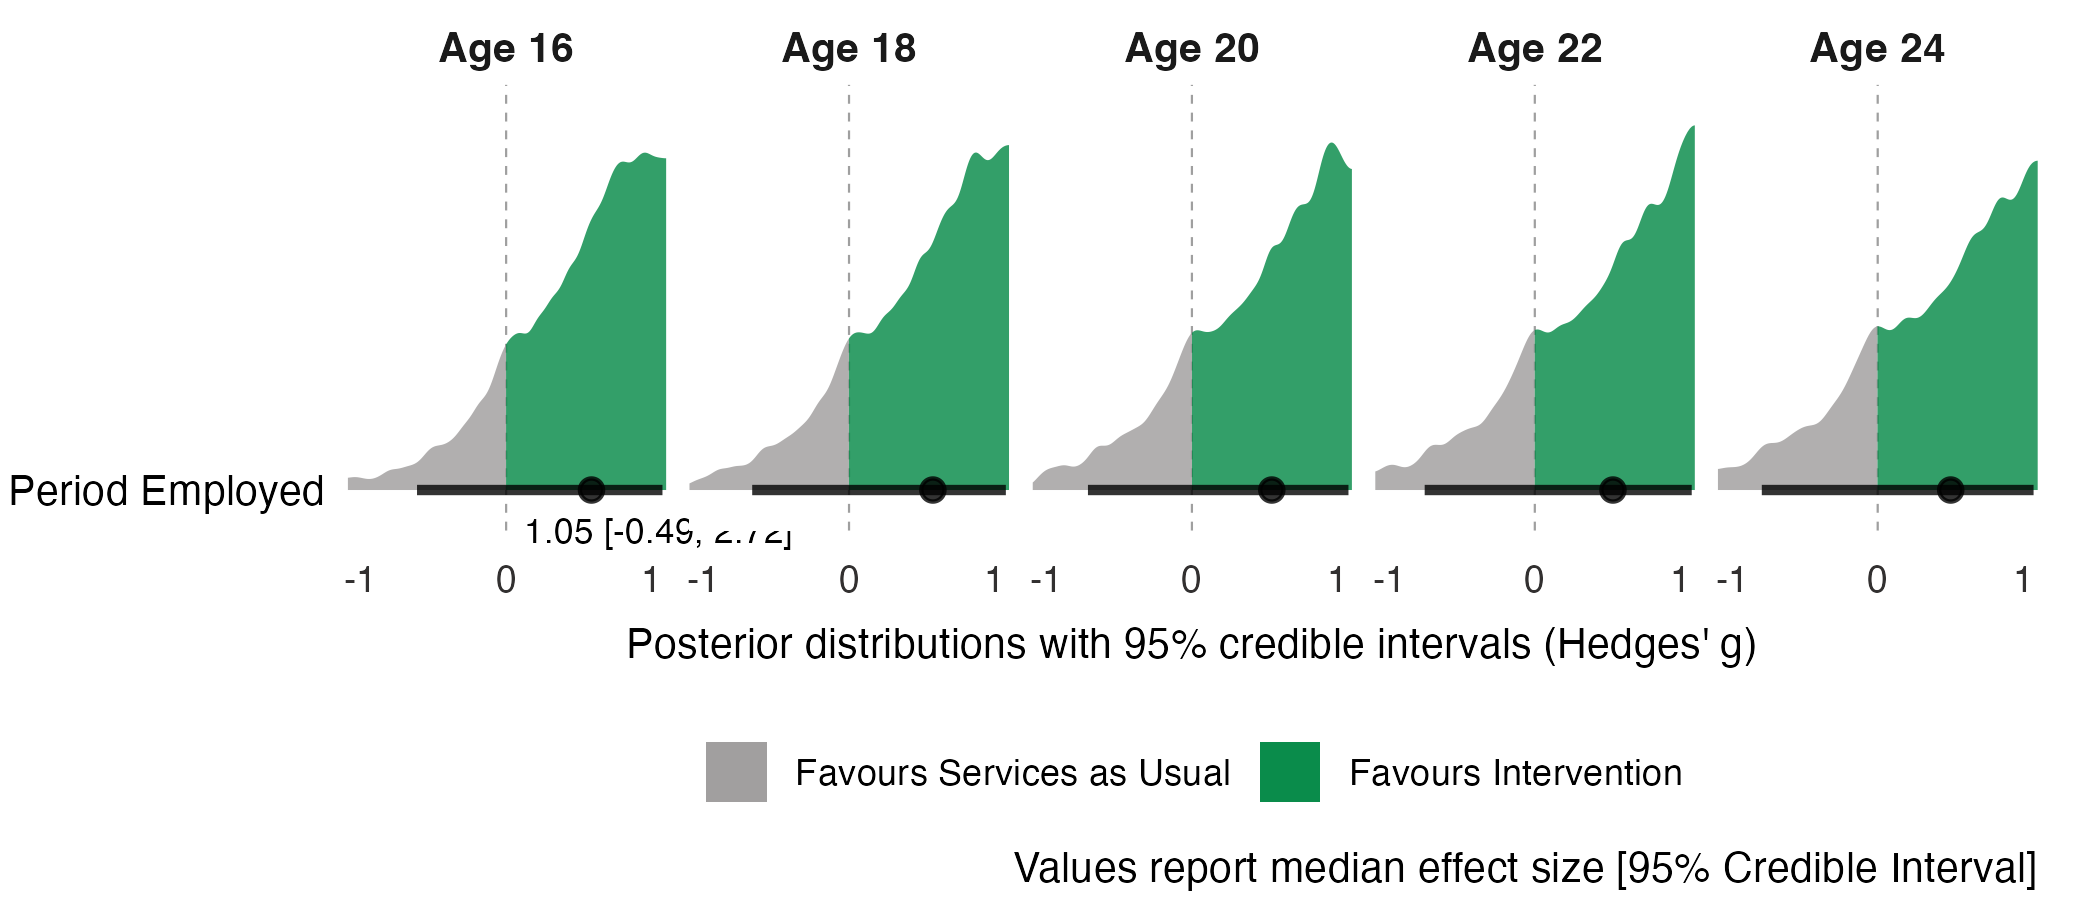 Age 16 Age 18 Age 20 Age 22 Age 24
Period Employed
1.05 [-0.49, 2.72]
-1 0 1 -1 0 1 -1 0 1 -1 0 1 -1 0 1
Posterior distributions with 95% credible intervals (Hedges' g)
Favours Services as Usual Favours Intervention
Values report median effect size [95% Credible Interval]